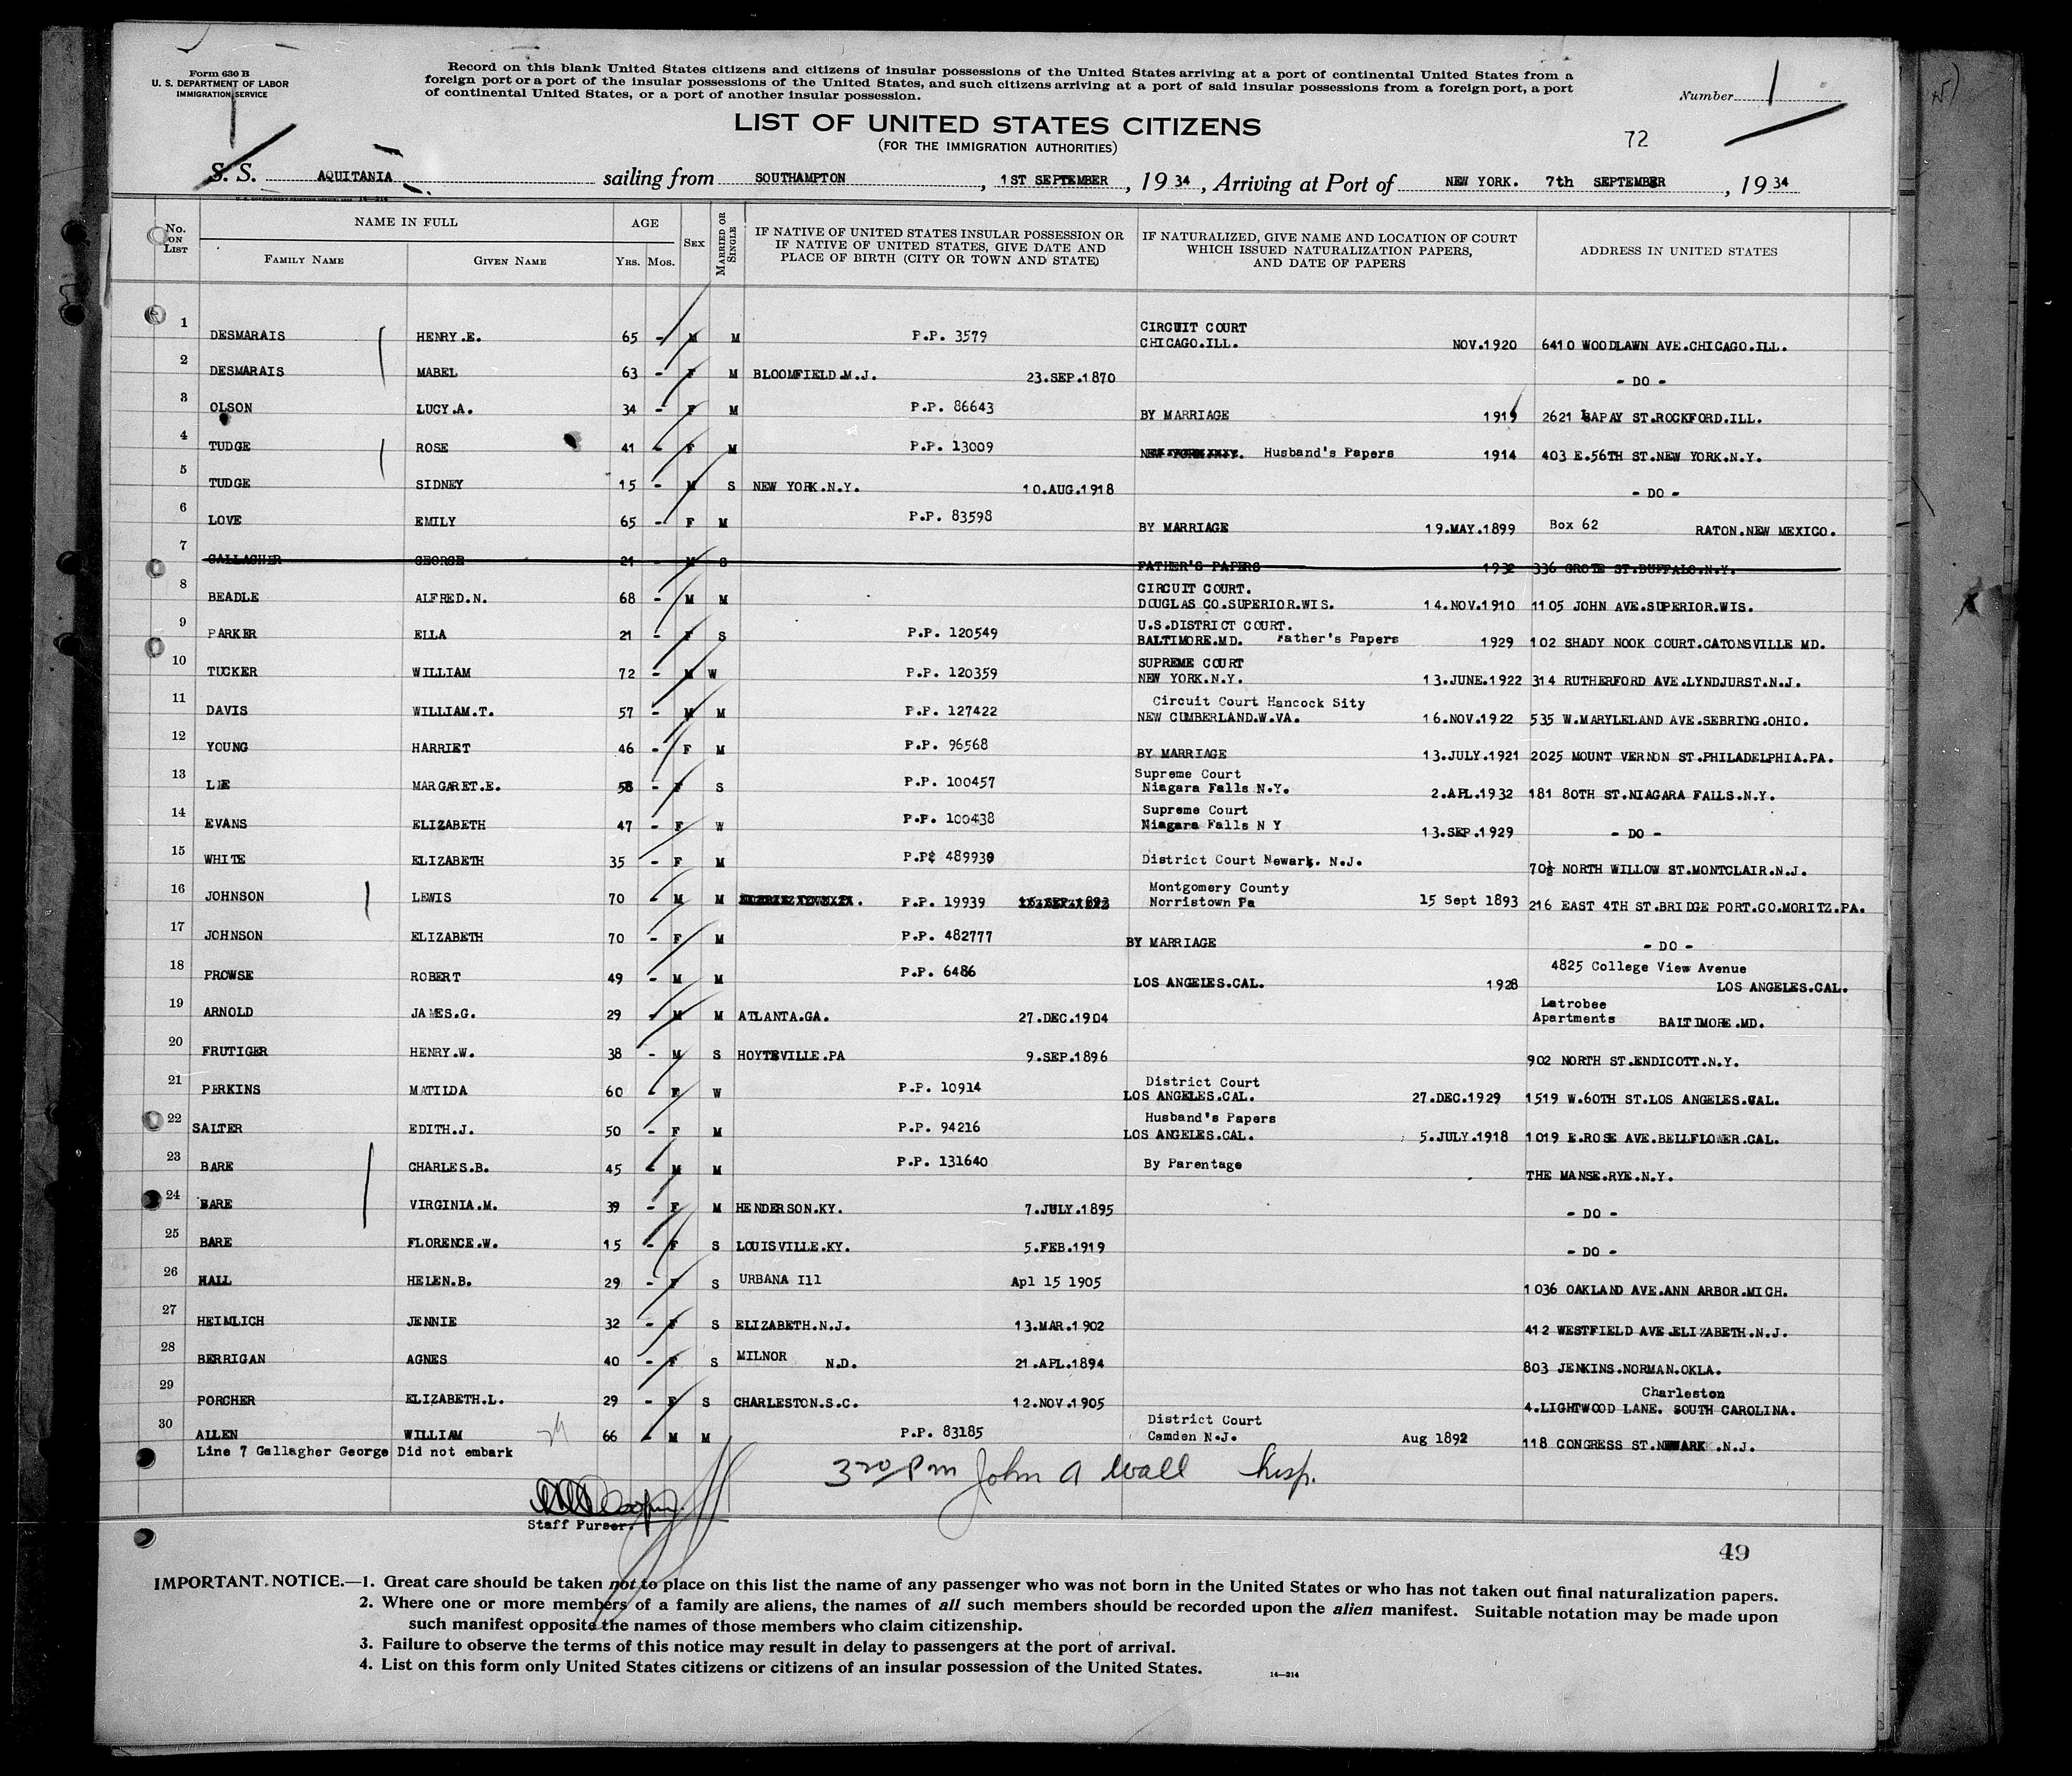 Form 630 B
U. S. DEPARTMENT OF LABOR
IMMIGRATION SERVICE
Record on this blank United States citizens and citizens of insular possessions of the United States arriving at a port of continental United States from a
foreign port or a port of the insular possessions of the United States, and such citizens arriving at a port of said insular possessions from a foreign port, a port
of continental United States, or a port of another insular possession.
Number 1
LIST OF UNITED STATES CITIZENS
(FOR THE IMMIGRATION AUTHORITIES)
72
S. S. AQUITANIA sailing from SOUTHAMPTON, 1ST SEPTEMBER, 1934, Arriving at Port of NEW YORK. 7th SEPTEMBER, 1934
No. on List NAME IN FULL AGE Sex Married or Single IF NATIVE OF UNITED STATES INSULAR POSSESSION OR IF NATIVE OF UNITED STATES, GIVE DATE AND PLACE OF BIRTH (CITY OR TOWN AND STATE) IF NATURALIZED, GIVE NAME AND LOCATION OF COURT WHICH ISSUED NATURALIZATION PAPERS, AND DATE OF PAPERS ADDRESS IN UNITED STATES
Family Name Given Name Yrs. Mos.
1 DESMARAIS HENRY.E. 65 - M M P.P. 3579 CIRCUIT COURT CHICAGO.ILL. NOV.1920 6410 WOODLAWN AVE.CHICAGO.ILL.
2 DESMARAIS MABEL 63 - F M BLOOMFIELD.M.J. 23.SEP.1870 - DO -
3 OLSON LUCY.A. 34 - F M P.P. 86643 BY MARRIAGE 1919 2621 LAPAY ST.ROCKFORD.ILL.
4 TUDGE ROSE 41 - F M P.P. 13009 Husband's Papers 1914 403 E.56TH ST.NEW YORK.N.Y.
5 TUDGE SIDNEY 15 - M S NEW YORK.N.Y. 10.AUG.1918 - DO -
6 LOVE EMILY 65 - F M P.P. 83598 BY MARRIAGE 19.MAY.1899 Box 62 RATON.NEW MEXICO.
7 GALLAGHER GEORGE 21 - M S FATHER'S PAPERS 1932 336 GROTE ST.BUFFALO.N.Y.
8 BEADLE ALFRED.N. 68 - M M CIRCUIT COURT. DOUGLAS CO.SUPERIOR.WIS. 14.NOV.1910 1105 JOHN AVE.SUPERIOR.WIS.
9 PARKER ELLA 21 - F S P.P. 120549 U.S.DISTRICT COURT. BALTIMORE.MD. Father's Papers 1929 102 SHADY NOOK COURT.CATONSVILLE MD.
10 TUCKER WILLIAM 72 - M W P.P. 120359 SUPREME COURT NEW YORK.N.Y. 13.JUNE.1922 314 RUTHERFORD AVE.LYNDJURST.N.J.
11 DAVIS WILLIAM.T. 57 - M M P.P. 127422 Circuit Court Hancock Sity NEW CUMBERLAND.W.VA. 16.NOV.1922 535 W.MARYLELAND AVE.SEBRING.OHIO.
12 YOUNG HARRIET 46 - F M P.P. 96568 BY MARRIAGE 13.JULY.1921 2025 MOUNT VERNON ST.PHILADELPHIA.PA.
13 LEE MARGARET.E. 58 - F S P.P. 100457 Supreme Court Niagara Falls N.Y. 2.APL.1932 181 80TH ST.NIAGARA FALLS.N.Y.
14 EVANS ELIZABETH 47 - F W P.P. 100438 Supreme Court Niagara Falls N Y 13.SEP.1929 - DO -
15 WHITE ELIZABETH 35 - F M P.P. 489939 District Court Newark. N.J. 70½ NORTH WILLOW ST.MONTCLAIR.N.J.
16 JOHNSON LEWIS 70 - M M P.P. 19939 Montgomery County Norristown Pa 15 Sept 1893 216 EAST 4TH ST.BRIDGE PORT.CO.MORITZ.PA.
17 JOHNSON ELIZABETH 70 - F M P.P. 482777 BY MARRIAGE - DO -
18 PROWSE ROBERT 49 - M M P.P. 6486 LOS ANGELES.CAL. 1928 4825 College View Avenue LOS ANGELES.CAL.
19 ARNOLD JAMES.G. 29 - M M ATLANTA.GA. 27.DEC.1904 Latrobee Apartments BALTIMORE.MD.
20 FRUTIGER HENRY.W. 38 - M S HOYTSVILLE.PA 9.SEP.1896 902 NORTH ST.ENDICOTT.N.Y.
21 PERKINS MATILDA 60 - F W P.P. 10914 District Court LOS ANGELES.CAL. 27.DEC.1929 1519 W.60TH ST.LOS ANGELES.CAL.
22 SALTER EDITH.J. 50 - F M P.P. 94216 Husband's Papers LOS ANGELES.CAL. 5.JULY.1918 1019 E.ROSE AVE.BELLFLOWER.CAL.
23 BARE CHARLES.B. 45 - M M P.P. 131640 By Parentage THE MANSE.RYE.N.Y.
24 BARE VIRGINIA.M. 39 - F M HENDERSON.KY. 7.JULY.1895 - DO -
25 BARE FLORENCE.W. 15 - F S LOUISVILLE.KY. 5.FEB.1919 - DO -
26 HALL HELEN.B. 29 - F S URBANA Ill Apl 15 1905 1036 OAKLAND AVE.ANN ARBOR.MICH.
27 HEIMLICH JENNIE 32 - F S ELIZABETH.N.J. 13.MAR.1902 412 WESTFIELD AVE.ELIZABETH.N.J.
28 BERRIGAN AGNES 40 - F S MILNOR N.D. 21.APL.1894 803 JENKINS.NORMAN.OKLA.
29 PORCHER ELIZABETH.L. 29 - F S CHARLESTON.S.C. 12.NOV.1905 4.LIGHTWOOD LANE. Charleston SOUTH CAROLINA.
30 ALLEN WILLIAM 66 - M M P.P. 83185 District Court Camden N.J. Aug 1892 118 CONGRESS ST.NEWARK.N.J.
Line 7 Gallagher George Did not embark
3 20/Pm John A Wall Insp.
Staff Purser.
49
IMPORTANT NOTICE.—1. Great care should be taken not to place on this list the name of any passenger who was not born in the United States or who has not taken out final naturalization papers.
2. Where one or more members of a family are aliens, the names of all such members should be recorded upon the alien manifest. Suitable notation may be made upon
such manifest opposite the names of those members who claim citizenship.
3. Failure to observe the terms of this notice may result in delay to passengers at the port of arrival.
4. List on this form only United States citizens or citizens of an insular possession of the United States.
14—214